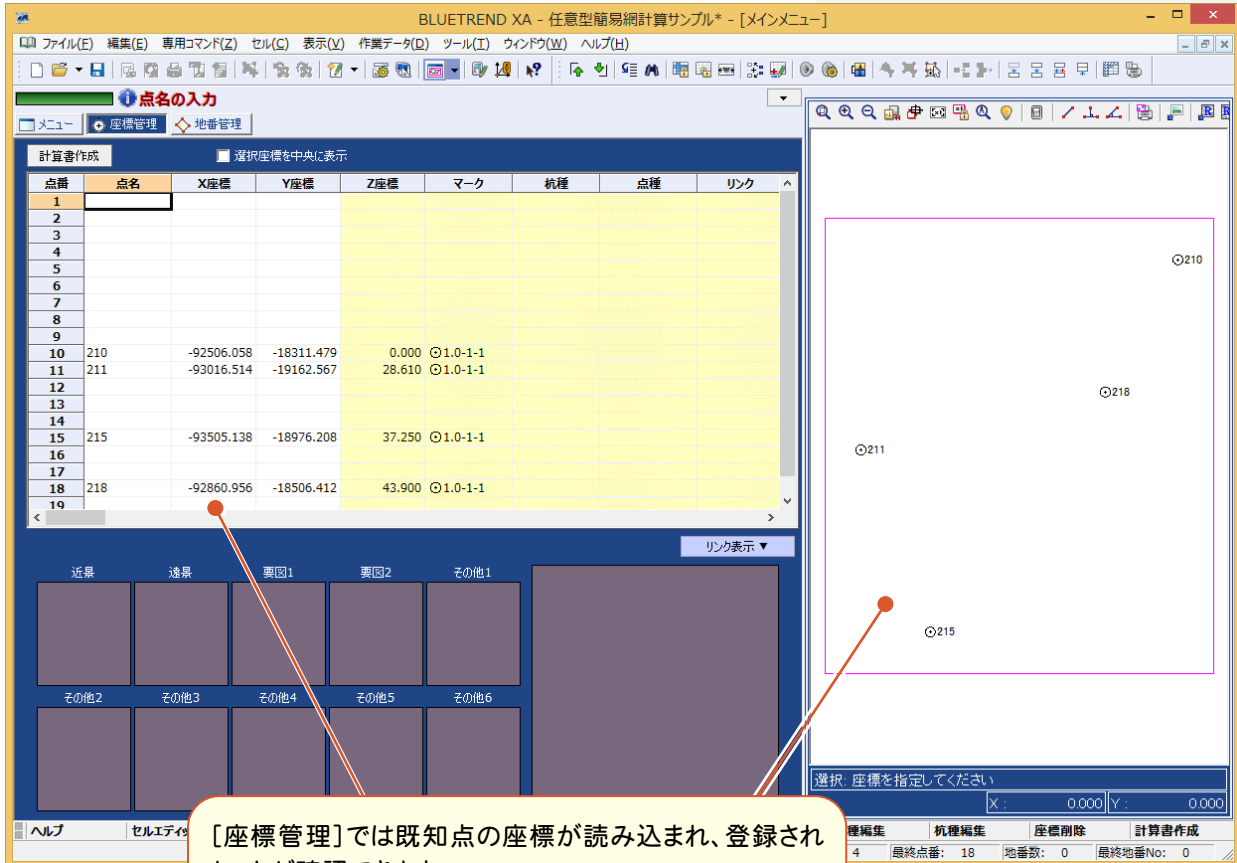 BLUETREND XA - 任意型簡易網計算サンプル* - [メインメニュー]
ファイル(F) 編集(E) 専用コマンド(Z) セル(C) 表示(V) 作業データ(D) ツール(I) ウィンドウ(W) ヘルプ(H)
点名の入力
メニュー 座標管理 地番管理
計算書作成 選択座標を中央に表示
点番 点名 X座標 Y座標 Z座標 マーク 杭種 点種 リンク
1
2
3
4
5
6
7
8
9
10 210 -92506.058 -18311.479 0.000 ⊙1.0-1-1
11 211 -93016.514 -19162.567 28.610 ⊙1.0-1-1
12
13
14
15 215 -93505.138 -18976.208 37.250 ⊙1.0-1-1
16
17
18 218 -92860.956 -18506.412 43.900 ⊙1.0-1-1
19
リンク表示 ▼
近景 遠景 要図1 要図2 その他1
その他2 その他3 その他4 その他5 その他6
210
218
211
215
選択: 座標を指定してください
X : 0.000 Y : 0.000
[座標管理]では既知点の座標が読み込まれ、登録され
ヘルプ セルエディ 種編集 杭種編集 座標削除 計算書作成
4 最終点番: 18 地番数: 0 最終地番No: 0